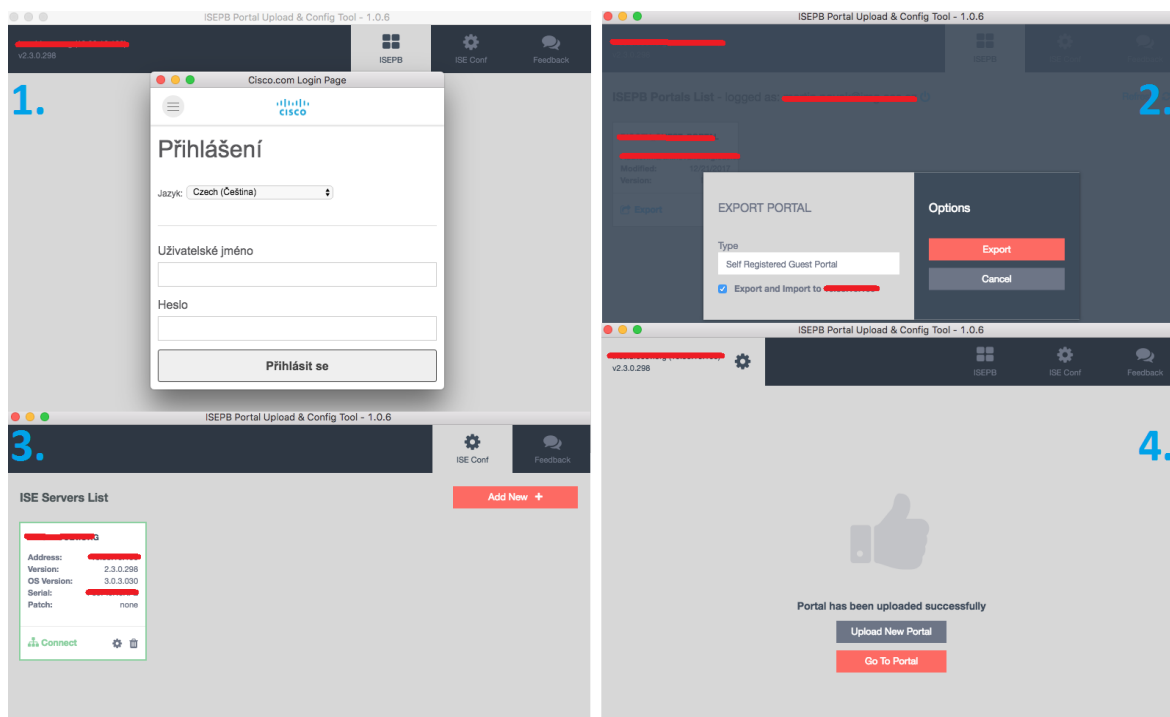 ISEPB Portal Upload & Config Tool - 1.0.6
v2.3.0.298
ISEPB
ISE Conf
Feedback
1.
Cisco.com Login Page
CISCO
Přihlášení
Jazyk: Czech (Čeština)
Uživatelské jméno
Heslo
Přihlásit se
ISEPB Portal Upload & Config Tool - 1.0.6
ISEPB
2.
ISEPB Portals List - logged as:
Modified:
Version:
Export
EXPORT PORTAL
Type
Self Registered Guest Portal
Export and Import to
Options
Export
Cancel
ISEPB Portal Upload & Config Tool - 1.0.6
3.
ISE Conf
Feedback
ISE Servers List
Add New +
Address:
Version: 2.3.0.298
OS Version: 3.0.3.030
Serial:
Patch: none
Connect
ISEPB Portal Upload & Config Tool - 1.0.6
v2.3.0.298
ISEPB
ISE Conf
Feedback
4.
Portal has been uploaded successfully
Upload New Portal
Go To Portal